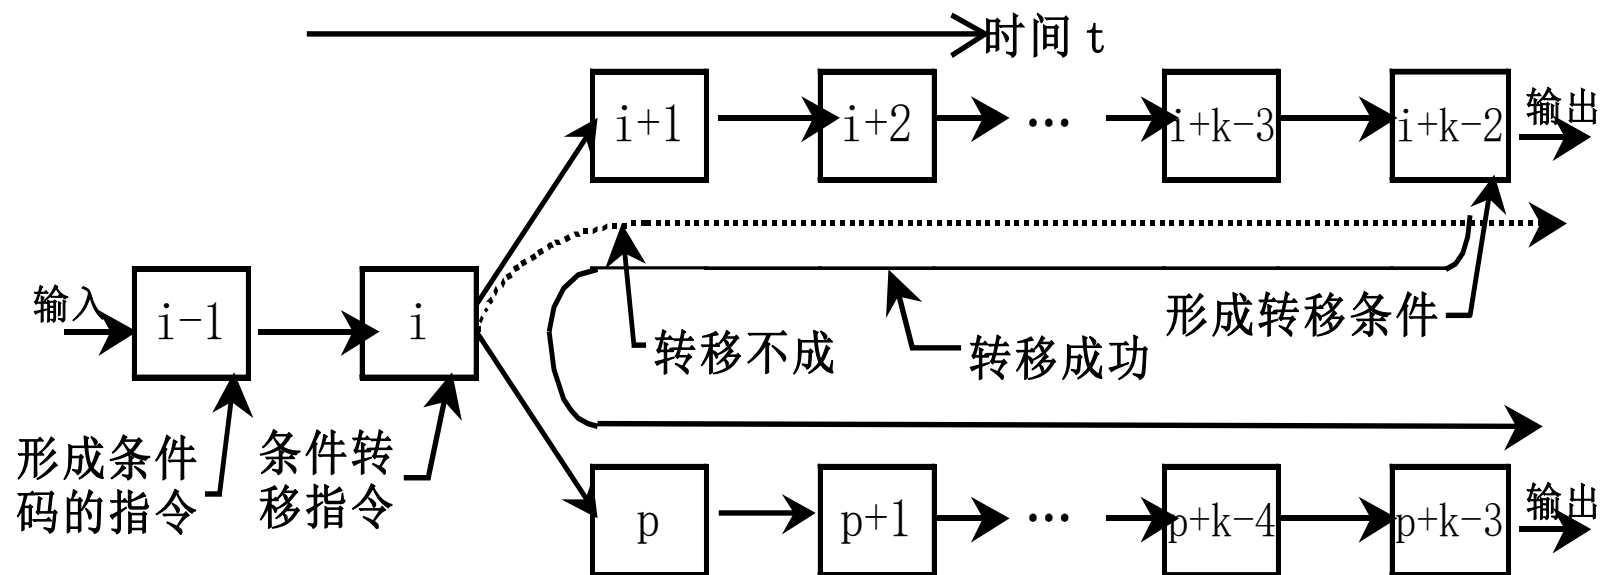 时间 t
i+1
i+2
...
i+k-3
i+k-2
输出
输入
i-1
i
转移不成
转移成功
形成转移条件
形成条件
码的指令
条件转
移指令
p
p+1
...
p+k-4
p+k-3
输出